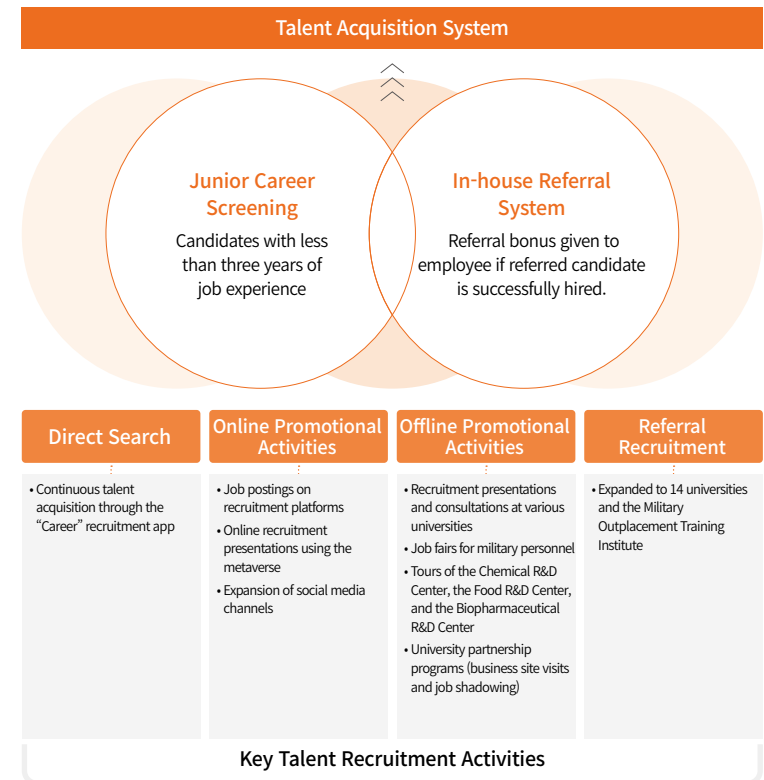 Talent Acquisition System
Junior Career
Screening
Candidates with less
than three years of
job experience
In-house Referral
System
Referral bonus given to
employee if referred candidate
is successfully hired.
Direct Search
• Continuous talent
acquisition through the
“Career” recruitment app
Online Promotional
Activities
• Job postings on
recruitment platforms
• Online recruitment
presentations using the
metaverse
• Expansion of social media
channels
Offline Promotional
Activities
• Recruitment presentations
and consultations at various
universities
• Job fairs for military personnel
• Tours of the Chemical R&D
Center, the Food R&D Center,
and the Biopharmaceutical
R&D Center
• University partnership
programs (business site visits
and job shadowing)
Referral
Recruitment
• Expanded to 14 universities
and the Military
Outplacement Training
Institute
Key Talent Recruitment Activities